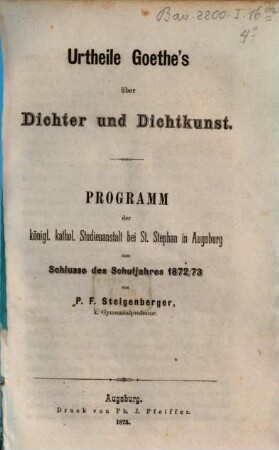 Bav. 2200. I. 16
4°
Urtheile Goethe's
über
Dichter und Dichtkunst.
PROGRAMM
der
königl. kathol. Studienanstalt bei St. Stephan in Augsburg
zum
Schlusse des Schuljahres 1872/73
von
P. F. Steigenberger,
k. Gymnasialprofessor.
Augsburg.
Druck von Ph. J. Pfeiffer.
1873.